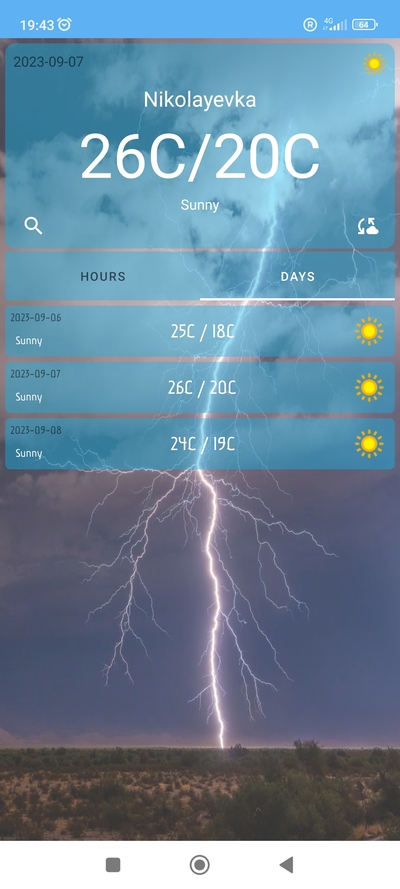 19:43
R
4G
64
2023-09-07
Nikolayevka
26C/20C
Sunny
HOURS
DAYS
2023-09-06
25C / 18C
Sunny
2023-09-07
26C / 20C
Sunny
2023-09-08
24C / 19C
Sunny